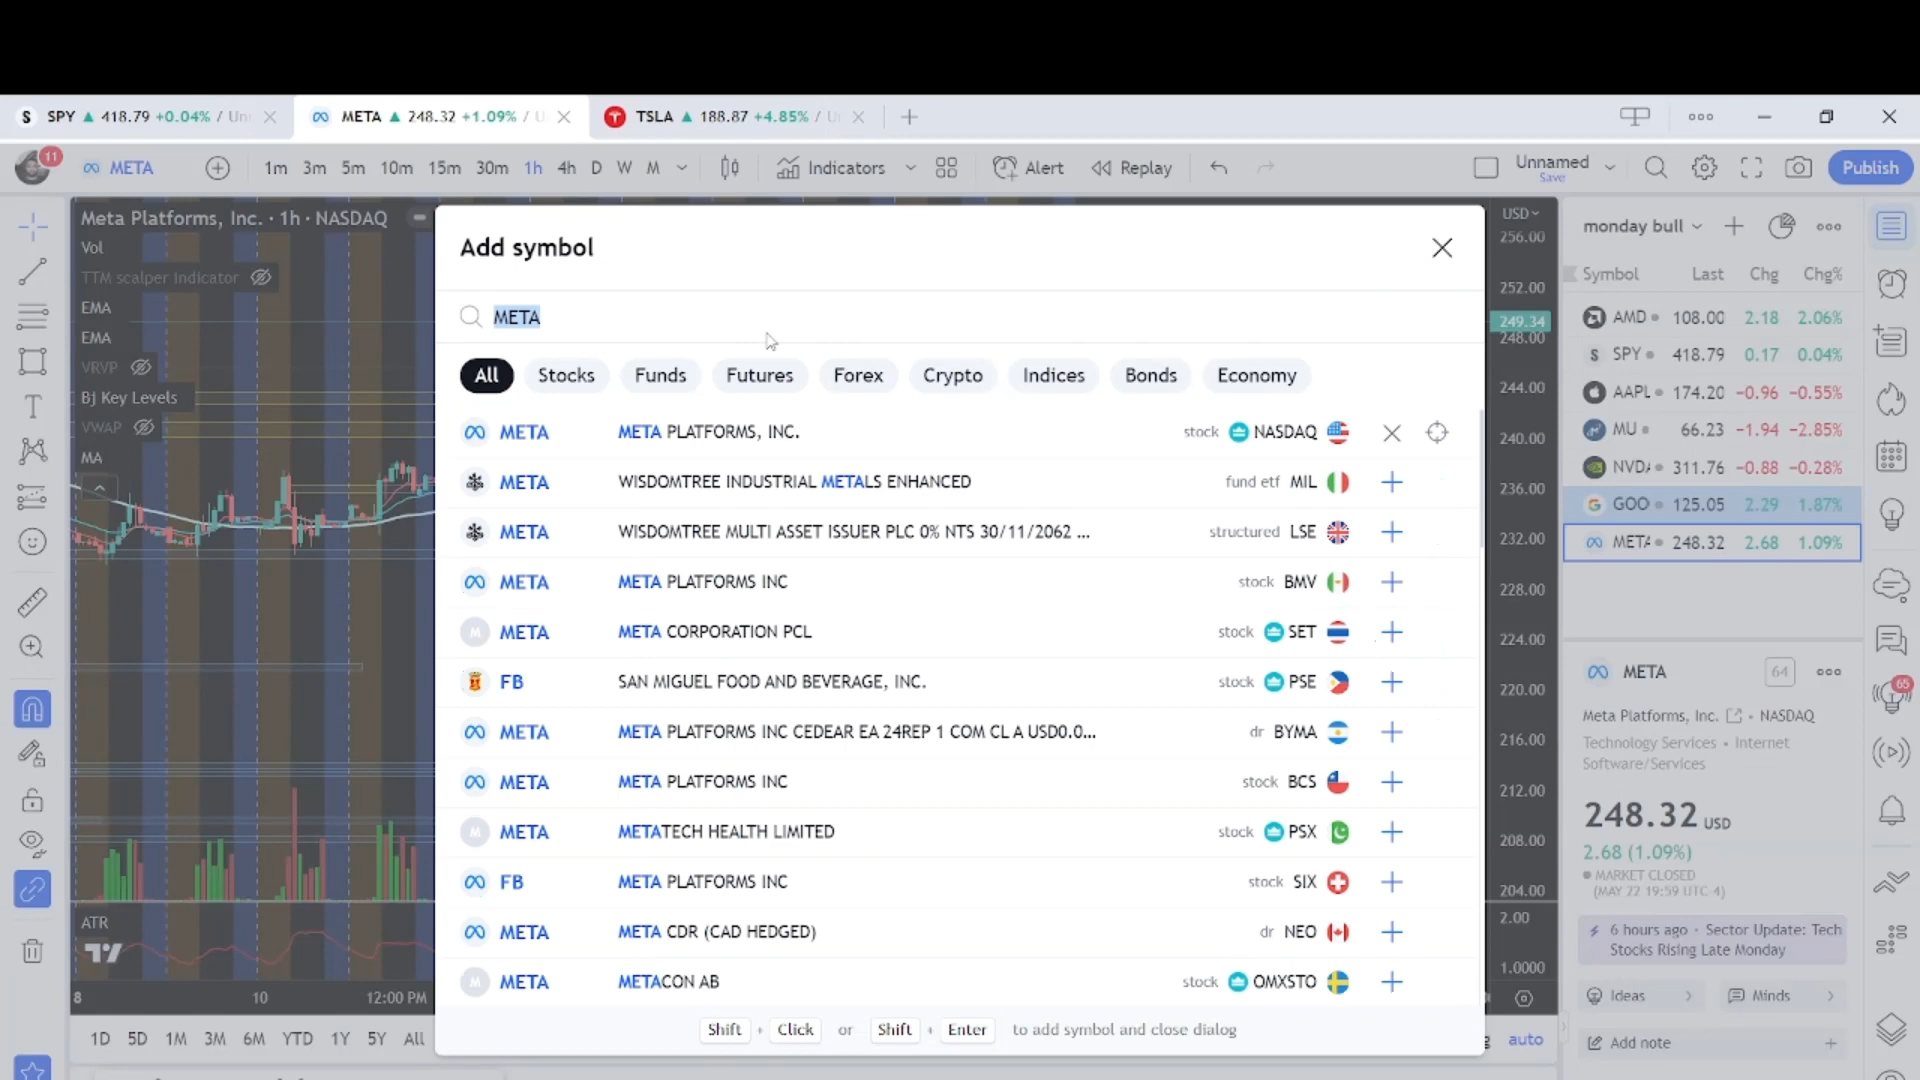 S SPY 418.79 +0.04% / Un
META 248.32 +1.09% / U
TSLA 188.87 +4.85% / U
11
META
1m 3m 5m 10m 15m 30m 1h 4h D W M
Indicators
Alert
Replay
Unnamed
Save
Publish
Meta Platforms, Inc. · 1h · NASDAQ
Vol
TTM scalper Indicator
EMA
EMA
VRVP
Bj Key Levels
VWAP
MA
ATR
8 10 12:00 PM
1D 5D 1M 3M 6M YTD 1Y 5Y All
Add symbol
META
All Stocks Funds Futures Forex Crypto Indices Bonds Economy
META META PLATFORMS, INC. stock NASDAQ
META WISDOMTREE INDUSTRIAL METALS ENHANCED fund etf MIL
META WISDOMTREE MULTI ASSET ISSUER PLC 0% NTS 30/11/2062 ... structured LSE
META META PLATFORMS INC stock BMV
M META META CORPORATION PCL stock SET
FB SAN MIGUEL FOOD AND BEVERAGE, INC. stock PSE
META META PLATFORMS INC CEDEAR EA 24REP 1 COM CL A USD0.0... dr BYMA
META META PLATFORMS INC stock BCS
M META METATECH HEALTH LIMITED stock PSX
FB META PLATFORMS INC stock SIX
META META CDR (CAD HEDGED) dr NEO
M META METACON AB stock OMXSTO
Shift + Click or Shift + Enter to add symbol and close dialog
USD
256.00
252.00
249.34
248.00
244.00
240.00
236.00
232.00
228.00
224.00
220.00
216.00
212.00
208.00
204.00
2.00
1.0000
auto
monday bull
Symbol Last Chg Chg%
AMD 108.00 2.18 2.06%
S SPY 418.79 0.17 0.04%
AAPL 174.20 −0.96 −0.55%
MU 66.23 −1.94 −2.85%
NVD 311.76 −0.88 −0.28%
GOO 125.05 2.29 1.87%
META 248.32 2.68 1.09%
META 64
Meta Platforms, Inc. • NASDAQ
Technology Services • Internet
Software/Services
248.32 USD
2.68 (1.09%)
MARKET CLOSED
(MAY 22 19:59 UTC-4)
6 hours ago • Sector Update: Tech
Stocks Rising Late Monday
Ideas
Minds
Add note
65